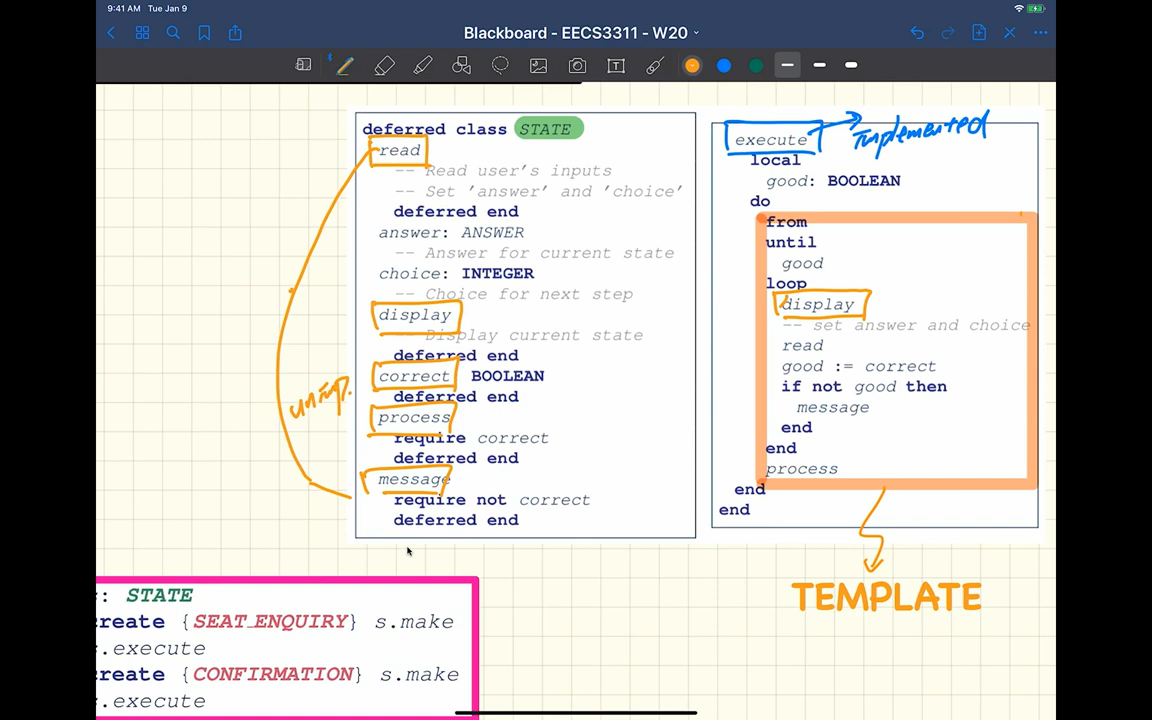 9:41 AM Tue Jan 9
Blackboard - EECS3311 - W20
deferred class STATE
read
-- Read user's inputs
-- Set 'answer' and 'choice'
deferred end
answer: ANSWER
-- Answer for current state
choice: INTEGER
-- Choice for next step
display
-- Display current state
deferred end
correct BOOLEAN
deferred end
process
require correct
deferred end
message
require not correct
deferred end
unimp.
execute
Implemented
local
good: BOOLEAN
do
from
until
good
loop
display
-- set answer and choice
read
good := correct
if not good then
message
end
end
process
end
end
TEMPLATE
: STATE
create {SEAT_ENQUIRY} s.make
.execute
create {CONFIRMATION} s.make
.execute